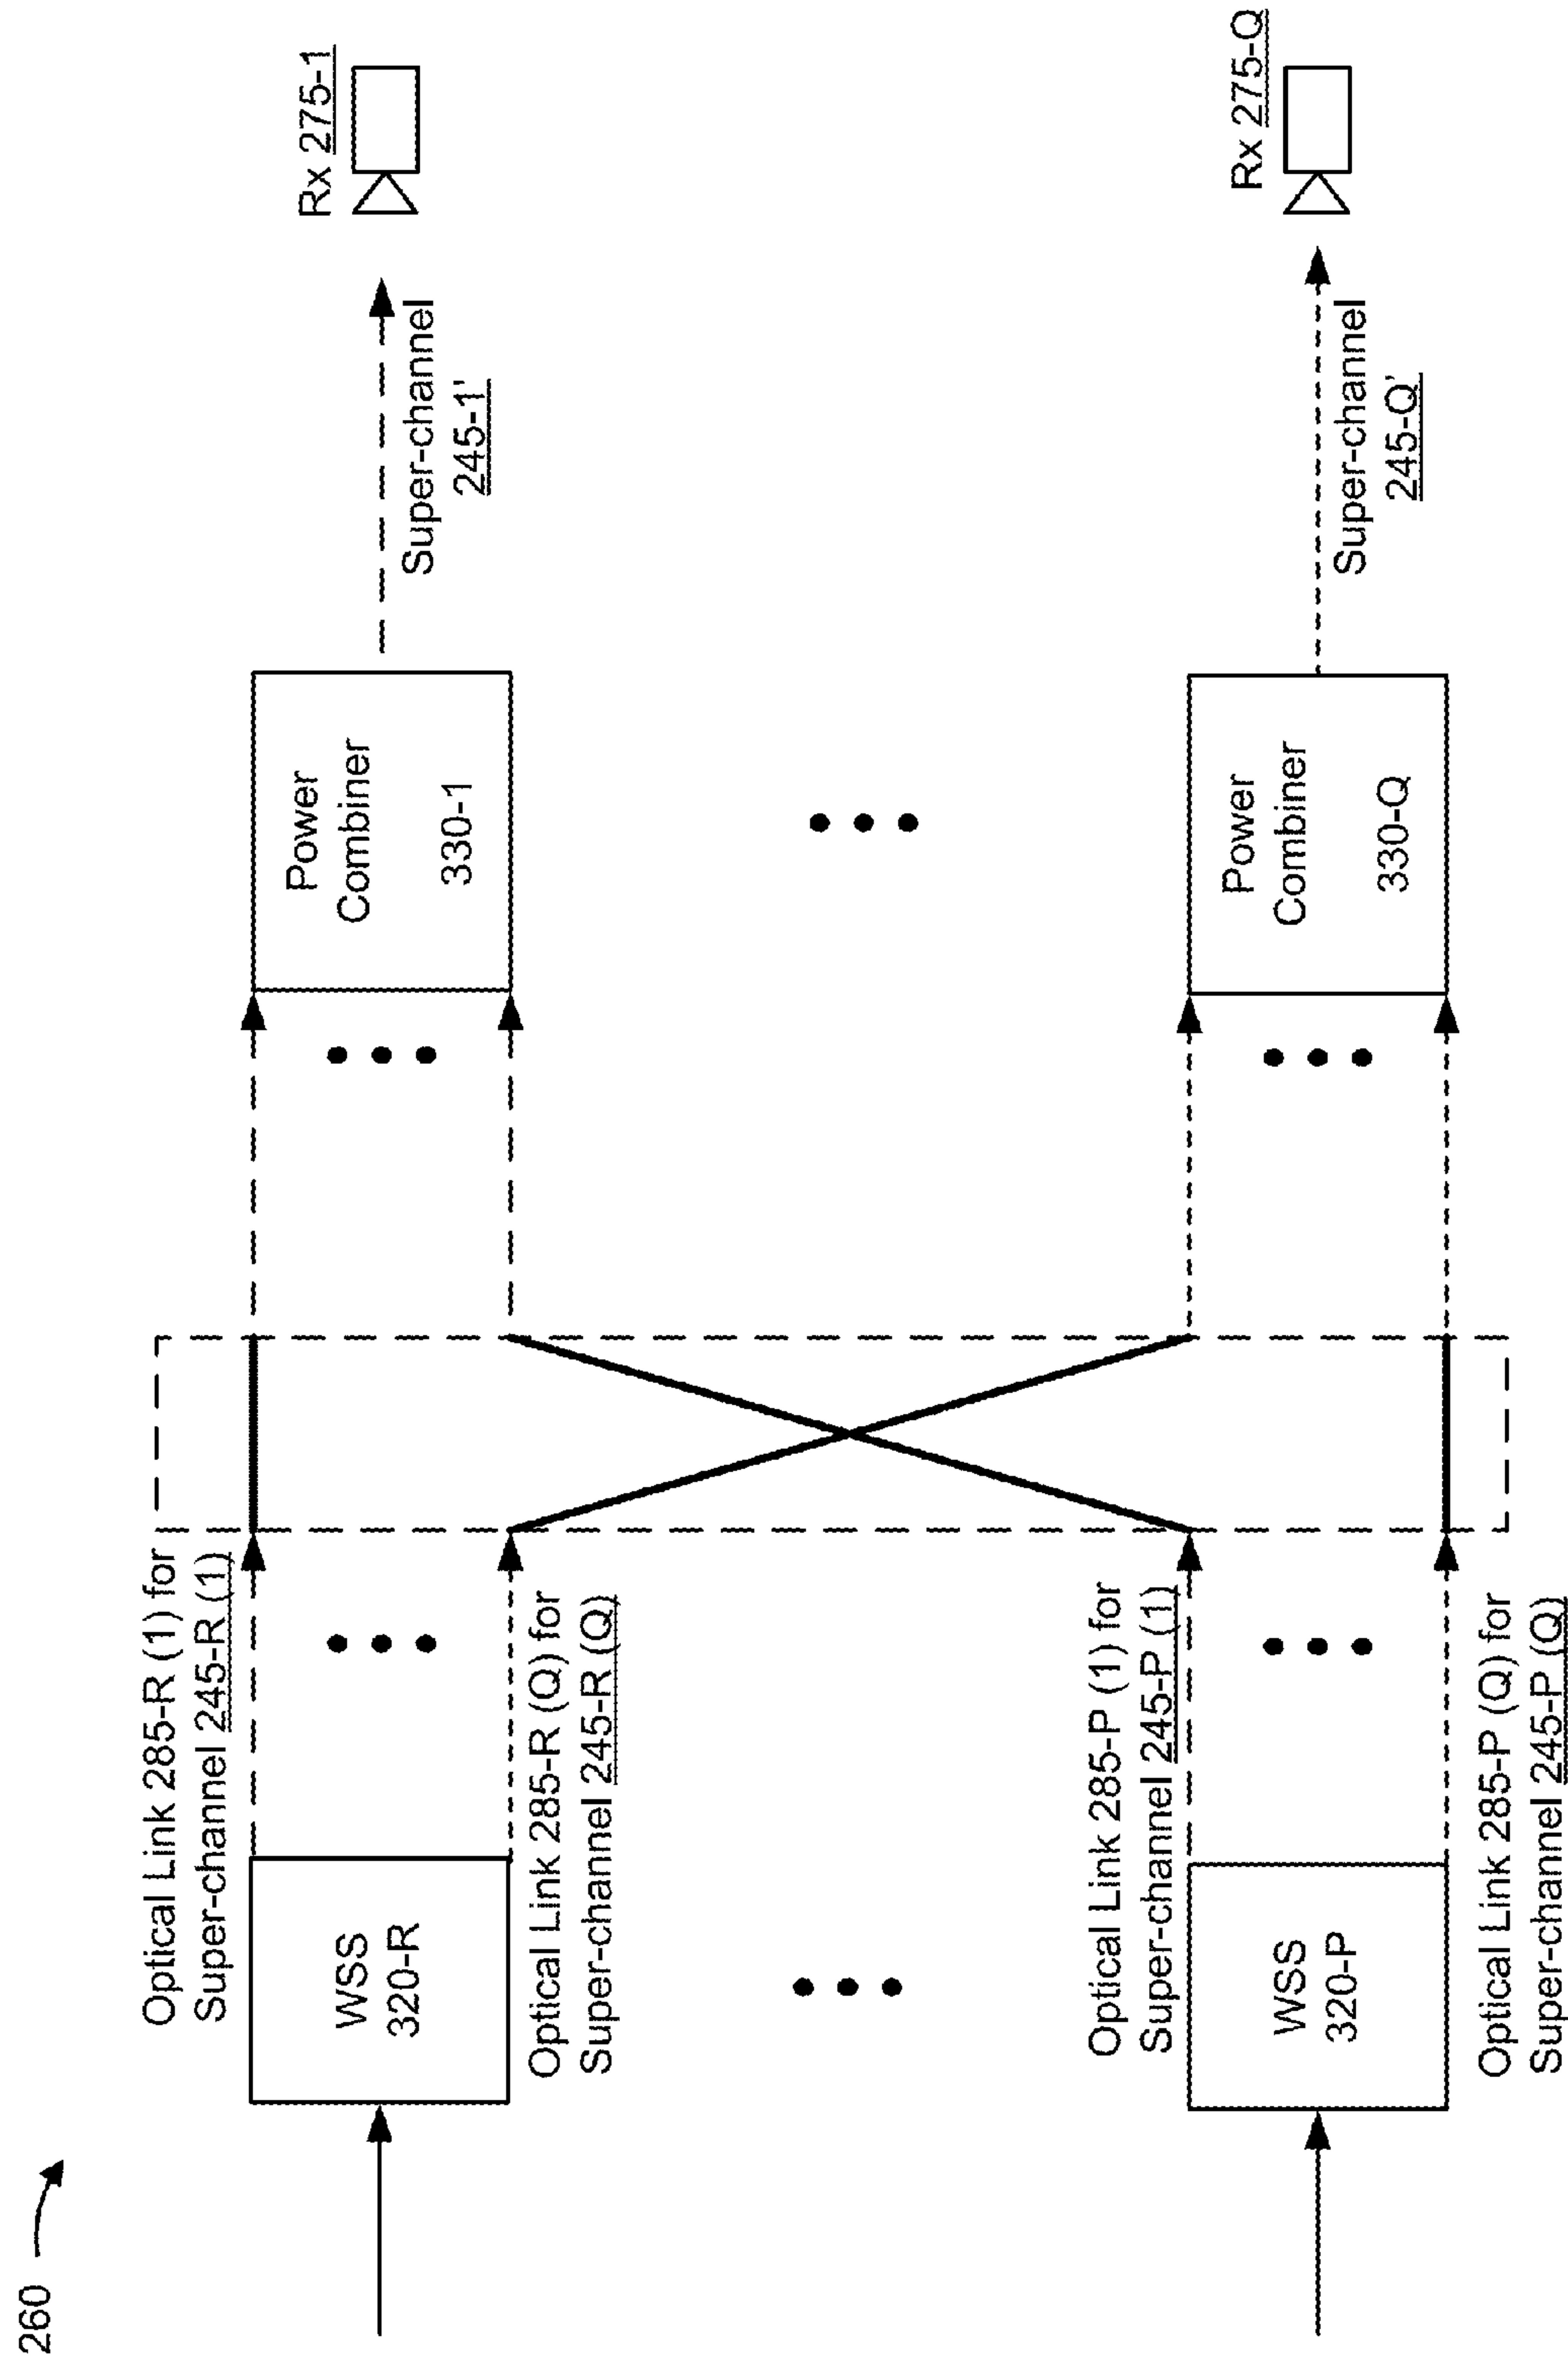 260
Optical Link 285-R (1) for
Super-channel 245-R (1)
WSS
320-R
Optical Link 285-R (Q) for
Super-channel 245-R (Q)
Power
Combiner
330-1
Super-channel
245-1'
Rx 275-1
Optical Link 285-P (1) for
Super-channel 245-P (1)
WSS
320-P
Optical Link 285-P (Q) for
Super-channel 245-P (Q)
Power
Combiner
330-Q
Super-channel
245-Q'
Rx 275-Q